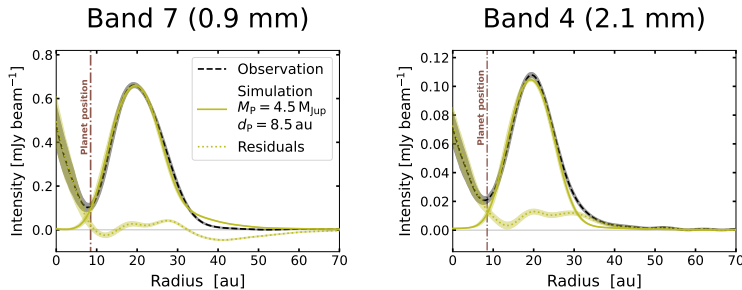 Band 7 (0.9 mm)
Intensity [mJy beam⁻¹]
0.8
0.6
0.4
0.2
0.0
Planet position
Observation
Simulation
M_P = 4.5 M_Jup
d_P = 8.5 au
Residuals
0 10 20 30 40 50 60 70
Radius [au]
Band 4 (2.1 mm)
Intensity [mJy beam⁻¹]
0.12
0.10
0.08
0.06
0.04
0.02
0.00
Planet position
0 10 20 30 40 50 60 70
Radius [au]